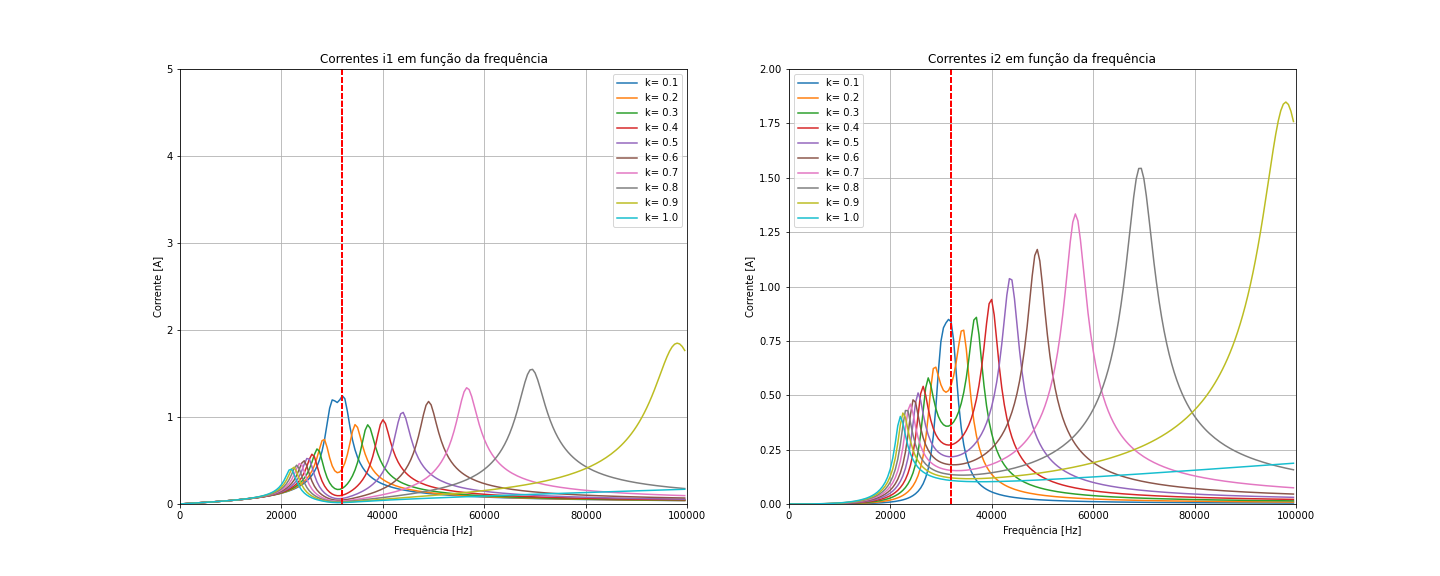 Correntes i1 em função da frequência
Corrente [A]
5
4
3
2
1
0
0 20000 40000 60000 80000 100000
Frequência [Hz]
k= 0.1
k= 0.2
k= 0.3
k= 0.4
k= 0.5
k= 0.6
k= 0.7
k= 0.8
k= 0.9
k= 1.0
Correntes i2 em função da frequência
Corrente [A]
2.00
1.75
1.50
1.25
1.00
0.75
0.50
0.25
0.00
0 20000 40000 60000 80000 100000
Frequência [Hz]
k= 0.1
k= 0.2
k= 0.3
k= 0.4
k= 0.5
k= 0.6
k= 0.7
k= 0.8
k= 0.9
k= 1.0